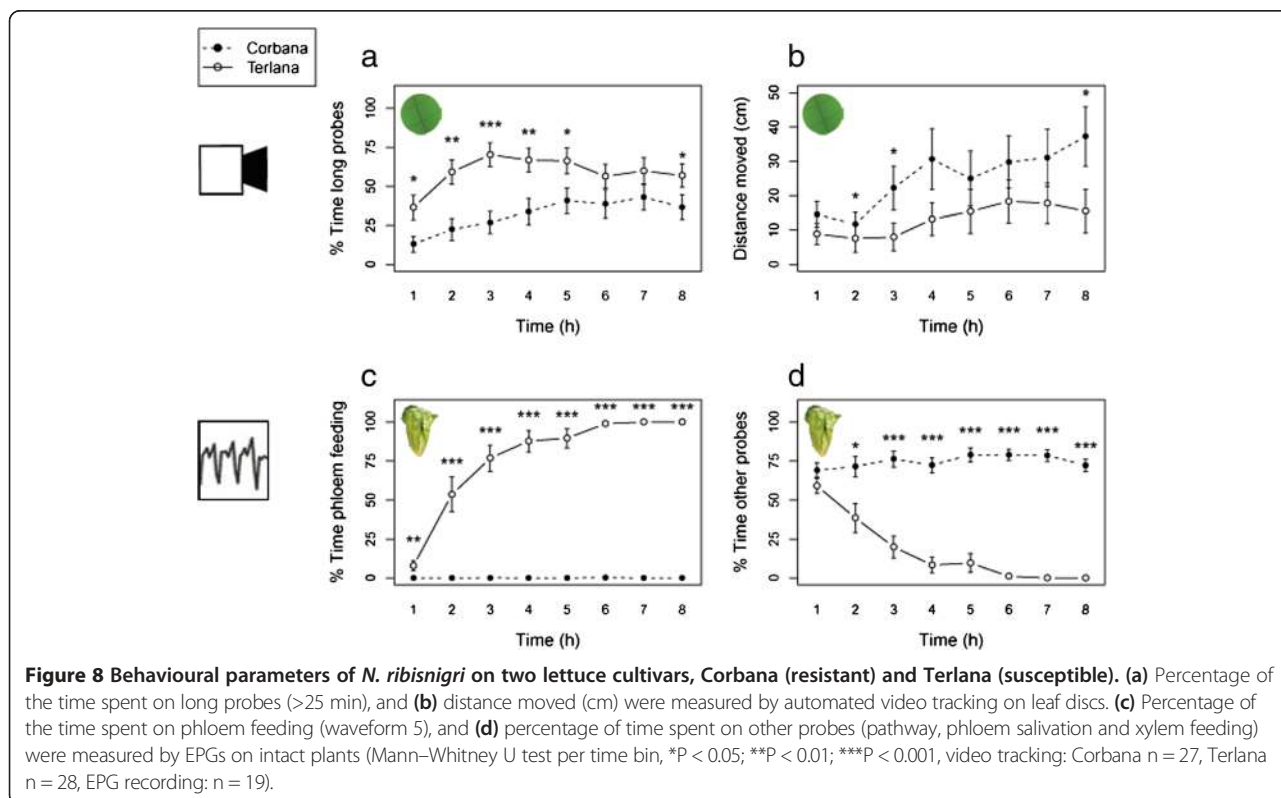 Corbana
Terlana
a
b
% Time long probes
100
75
50
25
0
*
**
***
**
*
*
1 2 3 4 5 6 7 8
Time (h)
Distance moved (cm)
50
40
30
20
10
0
*
*
*
1 2 3 4 5 6 7 8
Time (h)
c
d
% Time phloem feeding
100
75
50
25
0
**
***
***
***
***
***
***
***
1 2 3 4 5 6 7 8
Time (h)
% Time other probes
100
75
50
25
0
*
***
***
***
***
***
***
1 2 3 4 5 6 7 8
Time (h)
Figure 8 Behavioural parameters of N. ribisnigri on two lettuce cultivars, Corbana (resistant) and Terlana (susceptible). (a) Percentage of
the time spent on long probes (>25 min), and (b) distance moved (cm) were measured by automated video tracking on leaf discs. (c) Percentage of
the time spent on phloem feeding (waveform 5), and (d) percentage of time spent on other probes (pathway, phloem salivation and xylem feeding)
were measured by EPGs on intact plants (Mann–Whitney U test per time bin, *P < 0.05; **P < 0.01; ***P < 0.001, video tracking: Corbana n = 27, Terlana
n = 28, EPG recording: n = 19).